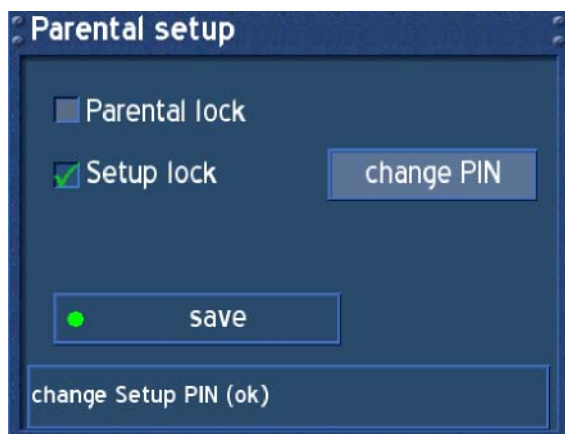 Parental setup
Parental lock
Setup lock
change PIN
save
change Setup PIN (ok)